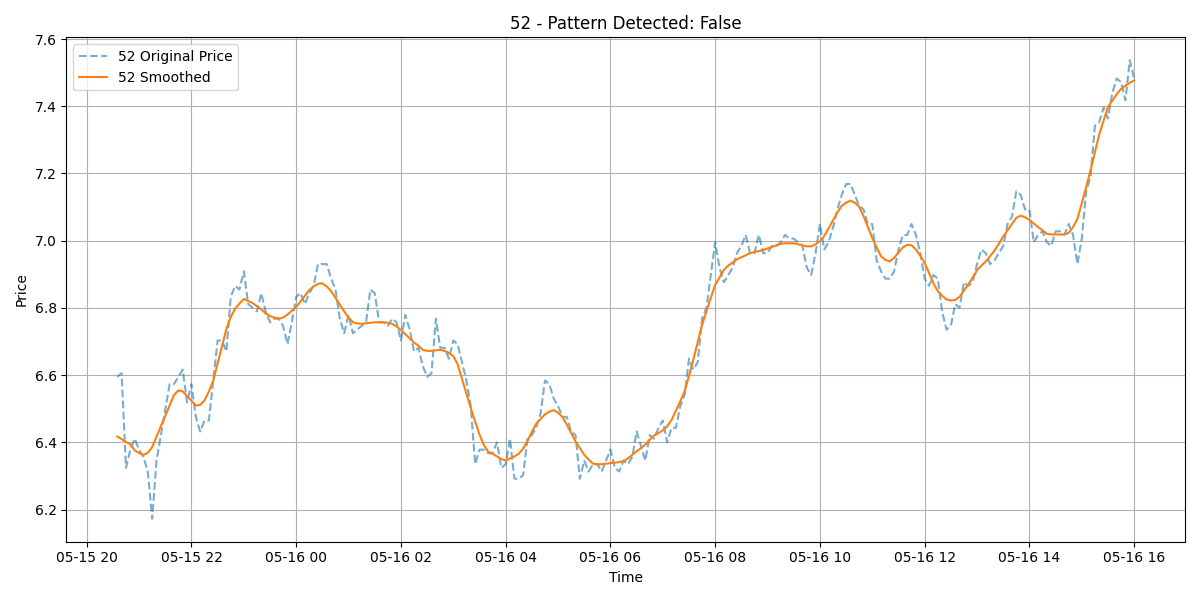 52 - Pattern Detected: False
52 Original Price
52 Smoothed
Price
7.6
7.4
7.2
7.0
6.8
6.6
6.4
6.2
05-15 20 05-15 22 05-16 00 05-16 02 05-16 04 05-16 06 05-16 08 05-16 10 05-16 12 05-16 14 05-16 16
Time